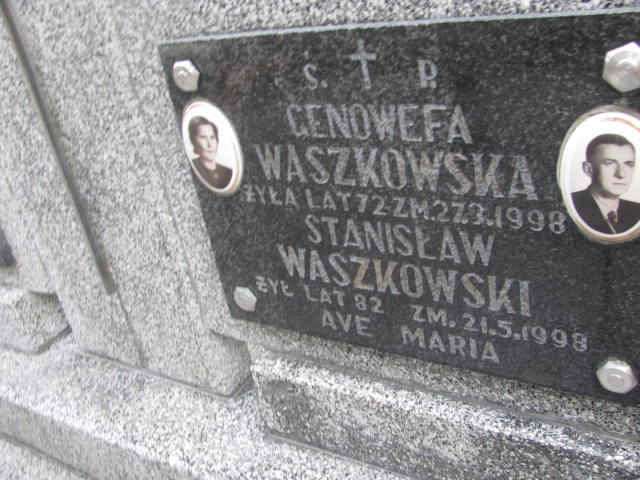 Ś. P.
GENOWEFA
WASZKOWSKA
ŻYŁA LAT 72 ZM. 27.3.1998
STANISŁAW
WASZKOWSKI
ŻYŁ LAT 82 ZM. 21.5.1998
AVE MARIA